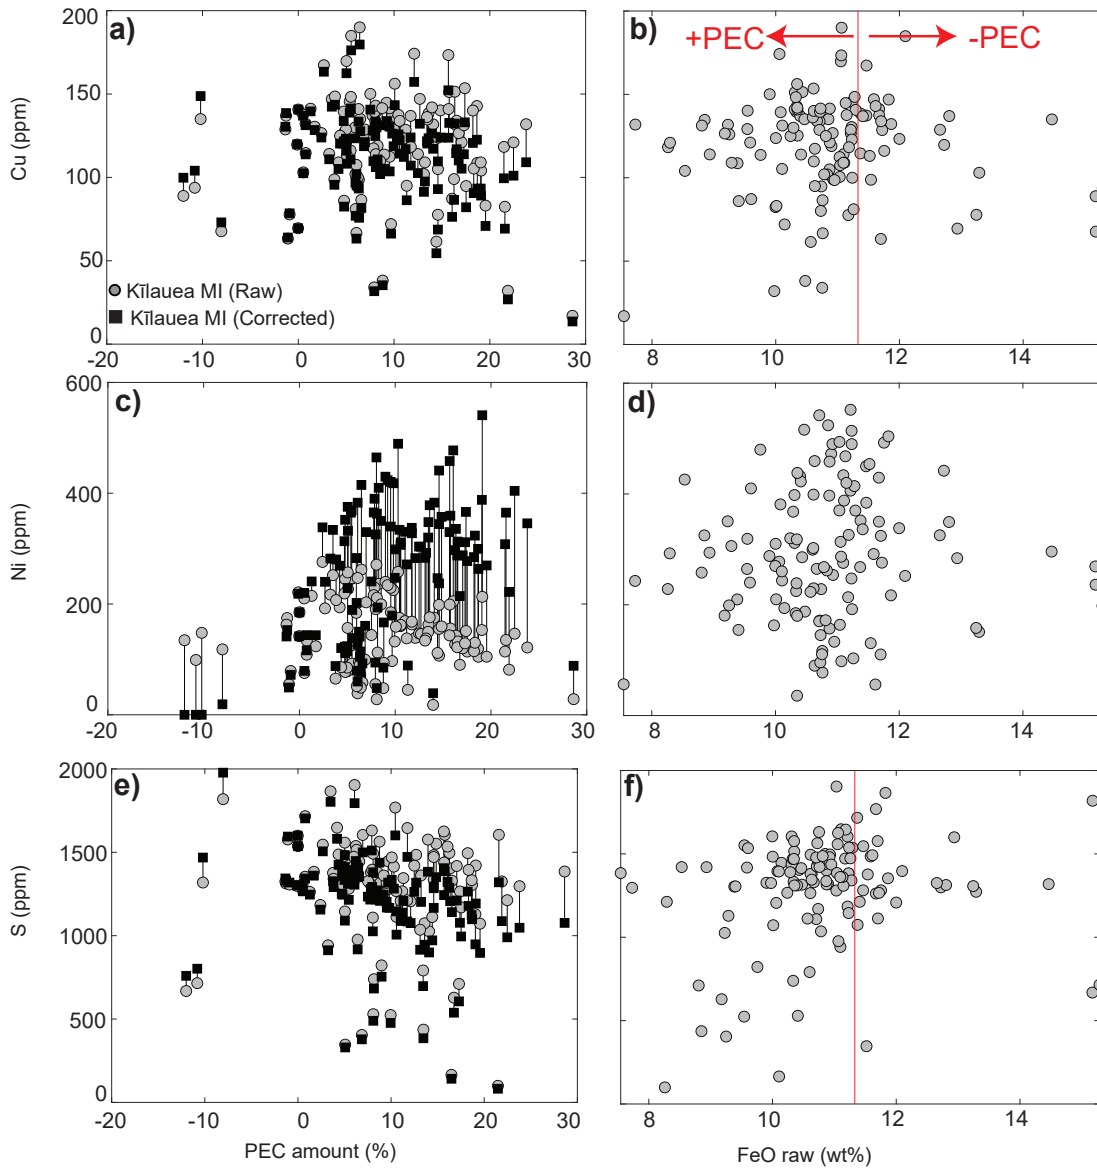 a)
200
150
100
50
0
Cu (ppm)
Kīlauea MI (Raw)
Kīlauea MI (Corrected)
-20 -10 0 10 20 30
b)
+PEC -PEC
8 10 12 14
c)
600
400
200
0
Ni (ppm)
-20 -10 0 10 20 30
d)
8 10 12 14
e)
2000
1500
1000
500
0
S (ppm)
-20 -10 0 10 20 30
PEC amount (%)
f)
8 10 12 14
FeO raw (wt%)